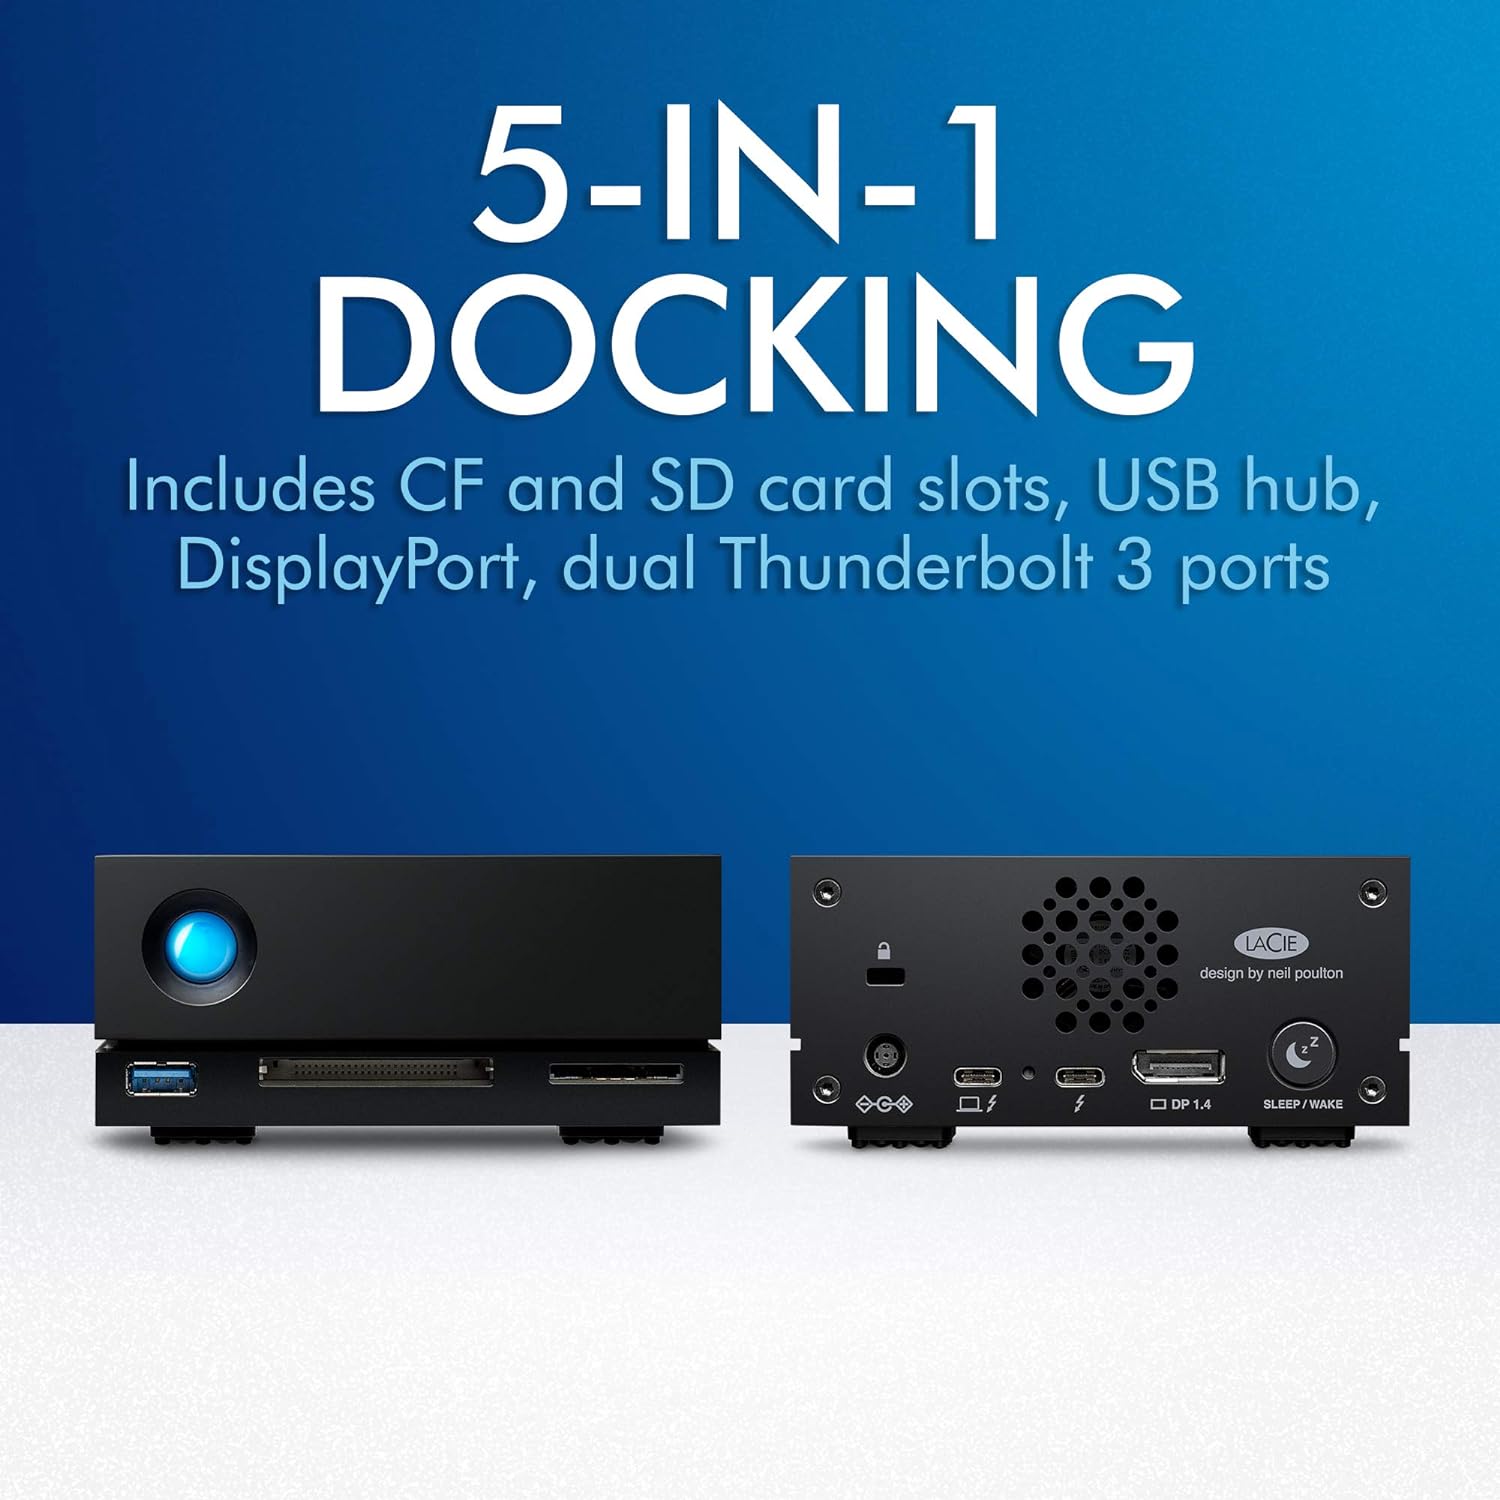 5-IN-1
DOCKING
Includes CF and SD card slots, USB hub,
DisplayPort, dual Thunderbolt 3 ports
LACIE
design by neil poulton
z Z
DP 1.4
SLEEP / WAKE